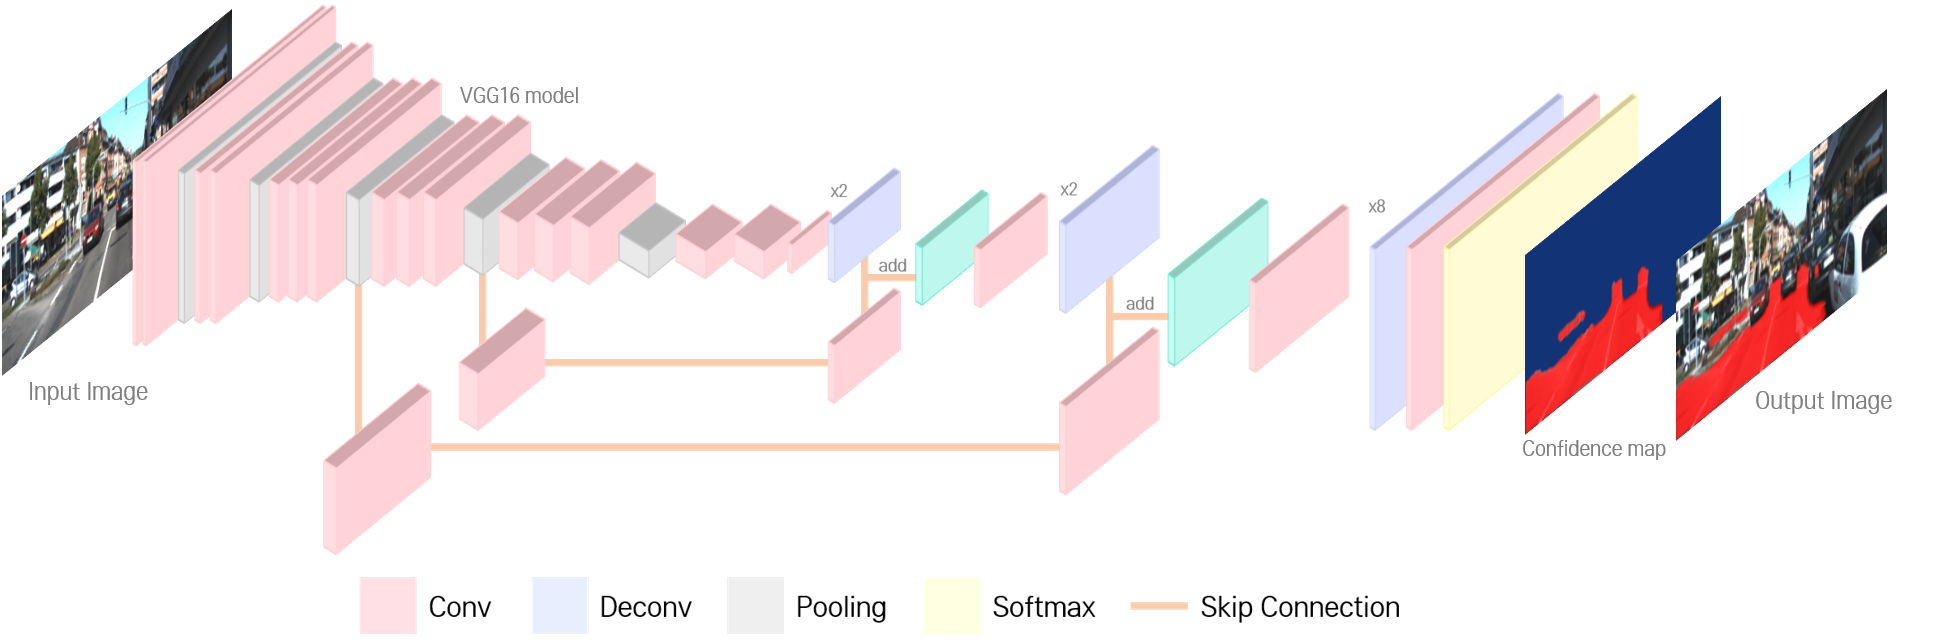 VGG16 model
x2
x2
x8
add
add
Input Image
Output Image
Confidence map
Conv
Deconv
Pooling
Softmax
Skip Connection